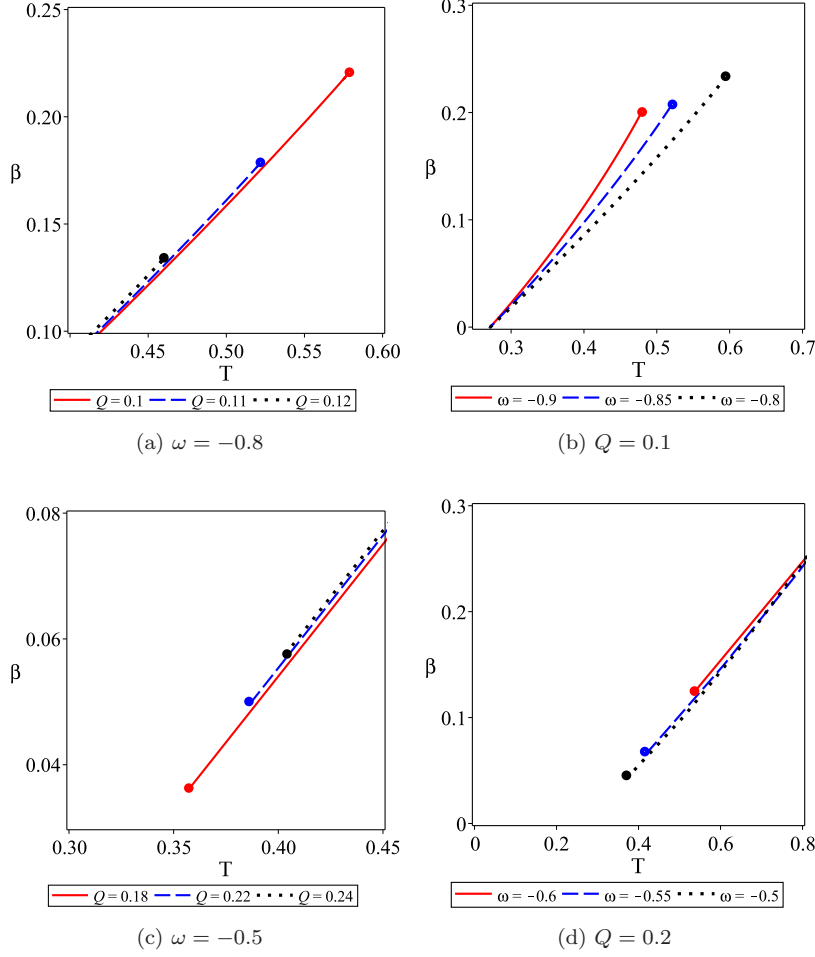 0.25
0.20
β
0.15
0.10
0.45 0.50 0.55 0.60
T
Q = 0.1 Q = 0.11 Q = 0.12
(a) ω = −0.8
0.3
0.2
β
0.1
0
0.3 0.4 0.5 0.6 0.7
T
ω = −0.9 ω = −0.85 ω = −0.8
(b) Q = 0.1
0.08
0.06
β
0.04
0.30 0.35 0.40 0.45
T
Q = 0.18 Q = 0.22 Q = 0.24
(c) ω = −0.5
0.3
0.2
β
0.1
0
0 0.2 0.4 0.6 0.8
T
ω = −0.6 ω = −0.55 ω = −0.5
(d) Q = 0.2